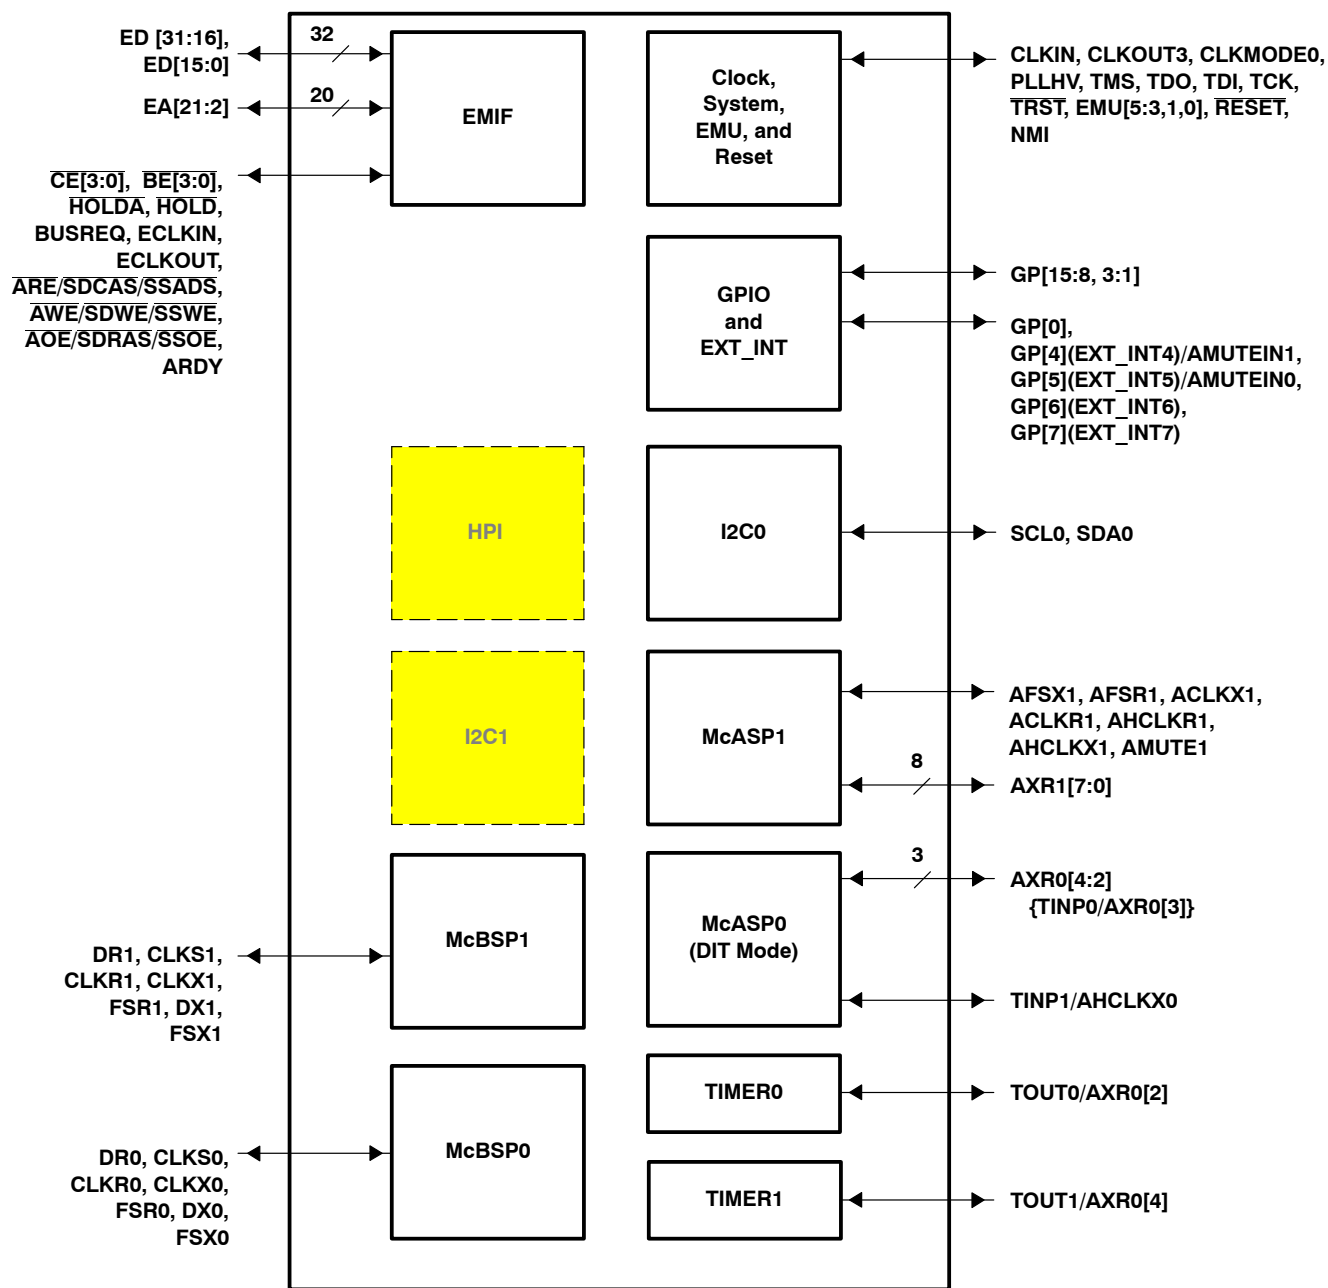 ED [31:16],
ED[15:0]
32
EA[21:2]
20
CE[3:0], BE[3:0],
HOLDA, HOLD,
BUSREQ, ECLKIN,
ECLKOUT,
ARE/SDCAS/SSADS,
AWE/SDWE/SSWE,
AOE/SDRAS/SSOE,
ARDY
EMIF
Clock,
System,
EMU, and
Reset
CLKIN, CLKOUT3, CLKMODE0,
PLLHV, TMS, TDO, TDI, TCK,
TRST, EMU[5:3,1,0], RESET,
NMI
GPIO
and
EXT_INT
GP[15:8, 3:1]
GP[0],
GP[4](EXT_INT4)/AMUTEIN1,
GP[5](EXT_INT5)/AMUTEIN0,
GP[6](EXT_INT6),
GP[7](EXT_INT7)
HPI
I2C0
SCL0, SDA0
I2C1
McASP1
AFSX1, AFSR1, ACLKX1,
ACLKR1, AHCLKR1,
AHCLKX1, AMUTE1
8
AXR1[7:0]
DR1, CLKS1,
CLKR1, CLKX1,
FSR1, DX1,
FSX1
McBSP1
McASP0
(DIT Mode)
3
AXR0[4:2]
{TINP0/AXR0[3]}
TINP1/AHCLKX0
DR0, CLKS0,
CLKR0, CLKX0,
FSR0, DX0,
FSX0
McBSP0
TIMER0
TOUT0/AXR0[2]
TIMER1
TOUT1/AXR0[4]